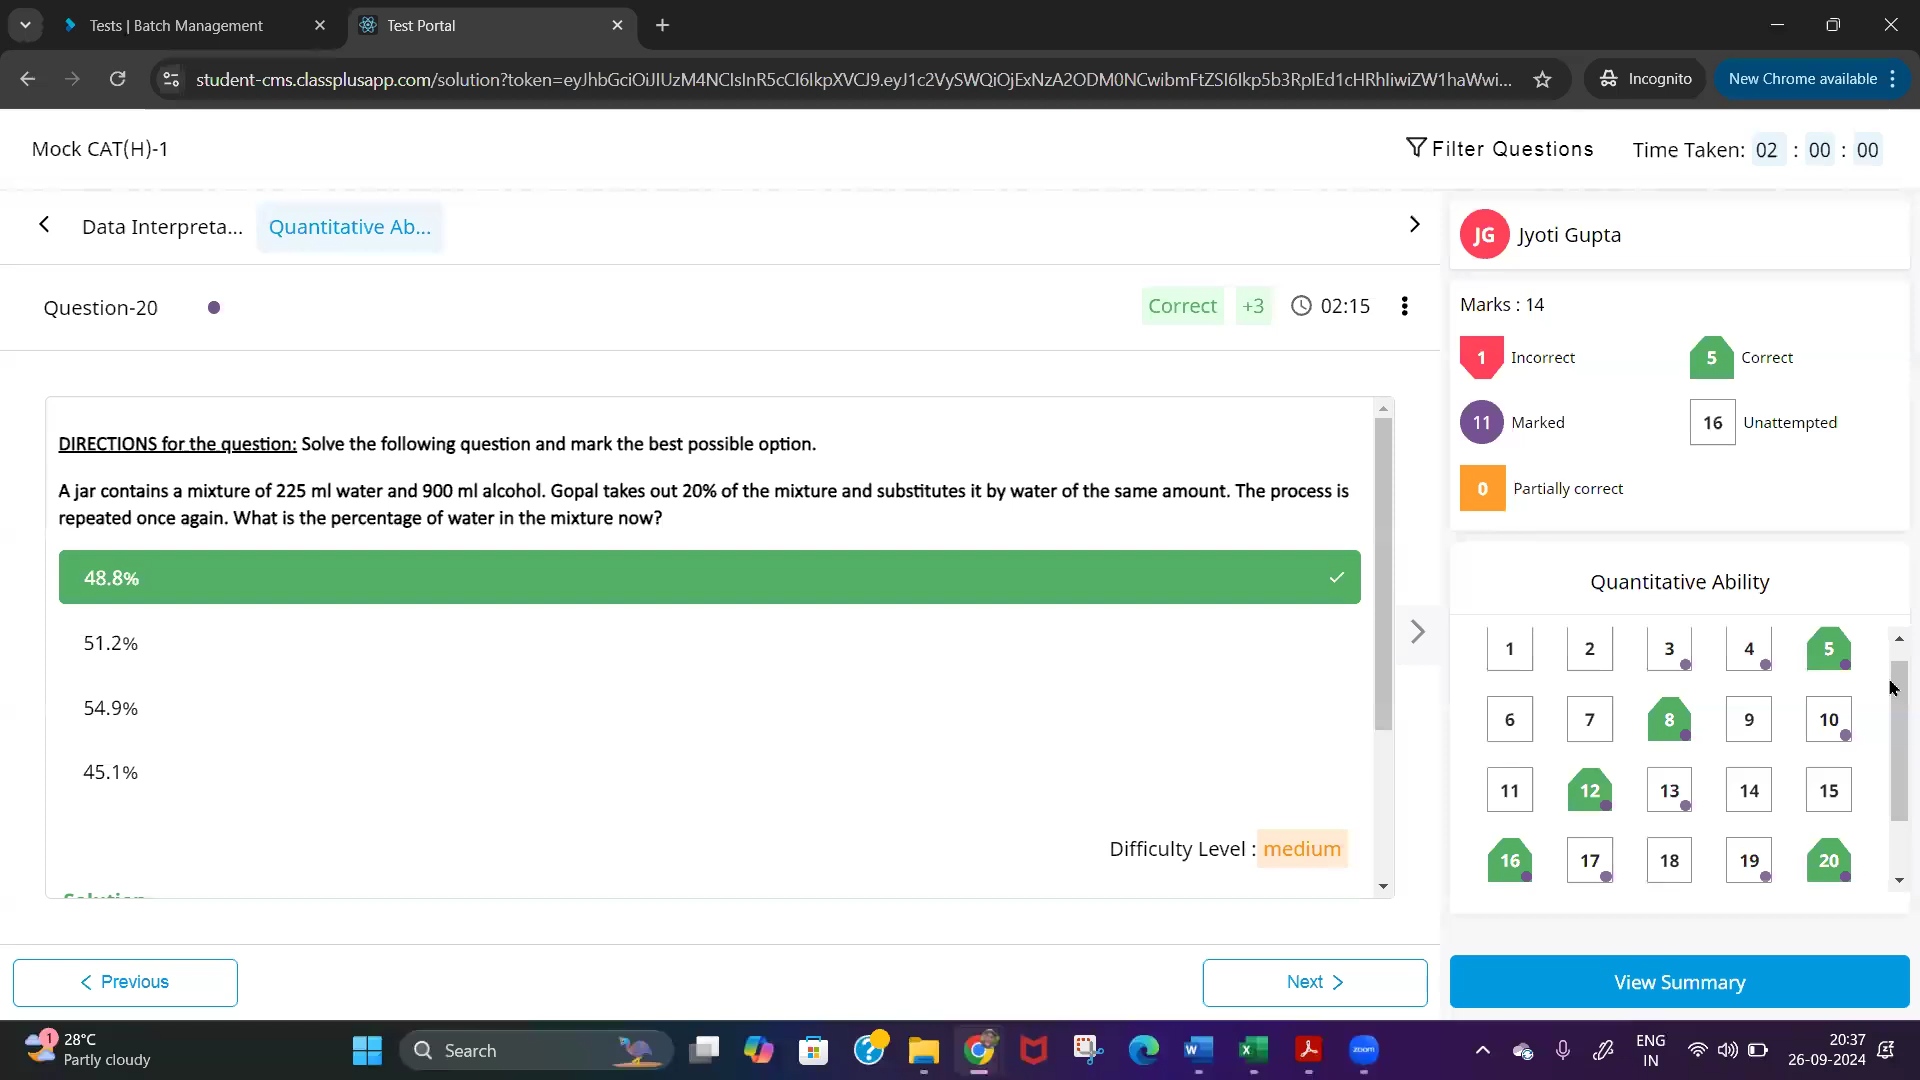 Tests | Batch Management
Test Portal
student-cms.classplusapp.com/solution?token=eyJhbGciOiJIUzM4NCIsInR5cCI6IkpXVCJ9.eyJ1c2VySWQiOjExNzA2ODM0NCwibmFtZSI6Ikp5b3RpIEd1cHRhIiwiZW1haWwi...
Incognito
New Chrome available
Mock CAT(H)-1
Filter Questions
Time Taken: 02 : 00 : 00
Data Interpreta...
Quantitative Ab...
JG
Jyoti Gupta
Question-20
Correct
+3
02:15
Marks : 14
1 Incorrect
5 Correct
11 Marked
16 Unattempted
0 Partially correct
DIRECTIONS for the question: Solve the following question and mark the best possible option.
A jar contains a mixture of 225 ml water and 900 ml alcohol. Gopal takes out 20% of the mixture and substitutes it by water of the same amount. The process is
repeated once again. What is the percentage of water in the mixture now?
48.8%
51.2%
54.9%
45.1%
Difficulty Level : medium
Quantitative Ability
1 2 3 4 5
6 7 8 9 10
11 12 13 14 15
16 17 18 19 20
Previous
Next
View Summary
1
28°C
Partly cloudy
Search
zoom
ENG
IN
20:37
26-09-2024